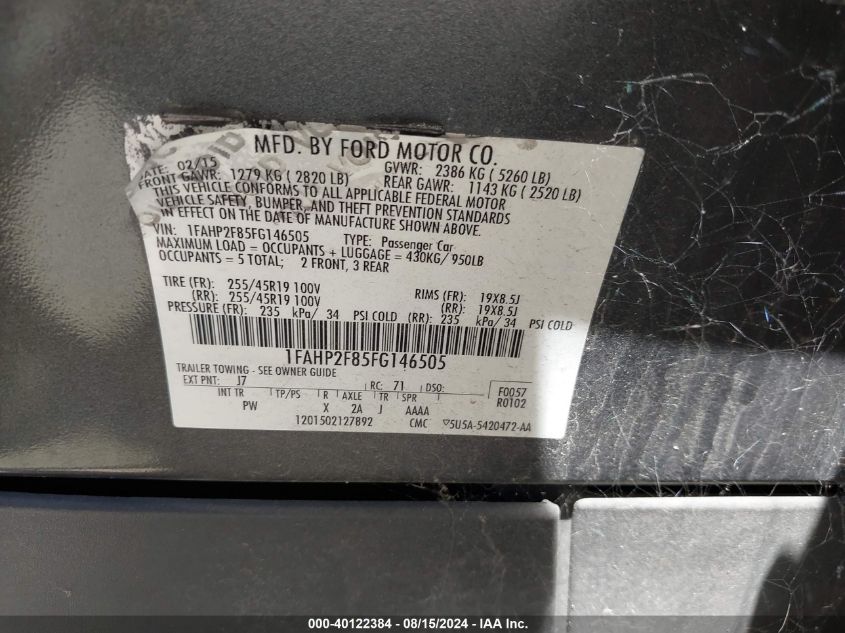 MFD. BY FORD MOTOR CO.
DATE: 02/15 GVWR: 2386 KG ( 5260 LB)
FRONT GAWR: 1279 KG ( 2820 LB) REAR GAWR: 1143 KG ( 2520 LB)
THIS VEHICLE CONFORMS TO ALL APPLICABLE FEDERAL MOTOR
VEHICLE SAFETY, BUMPER, AND THEFT PREVENTION STANDARDS
IN EFFECT ON THE DATE OF MANUFACTURE SHOWN ABOVE.
VIN: 1FAHP2F85FG146505 TYPE: Passenger Car
MAXIMUM LOAD = OCCUPANTS + LUGGAGE = 430KG/ 950LB
OCCUPANTS = 5 TOTAL; 2 FRONT, 3 REAR
TIRE (FR): 255/45R19 100V RIMS (FR): 19X8.5J
(RR): 255/45R19 100V (RR): 19X8.5J
PRESSURE (FR): 235 kPa/ 34 PSI COLD (RR): 235 kPa/ 34 PSI COLD
1FAHP2F85FG146505
TRAILER TOWING - SEE OWNER GUIDE
EXT PNT: J7 RC: 71 DSO: F0057
INT TR TP/PS R AXLE TR SPR R0102
PW X 2A J AAAA
1201502127892 CMC ▽5U5A-5420472-AA
000-40122384 - 08/15/2024 - IAA Inc.